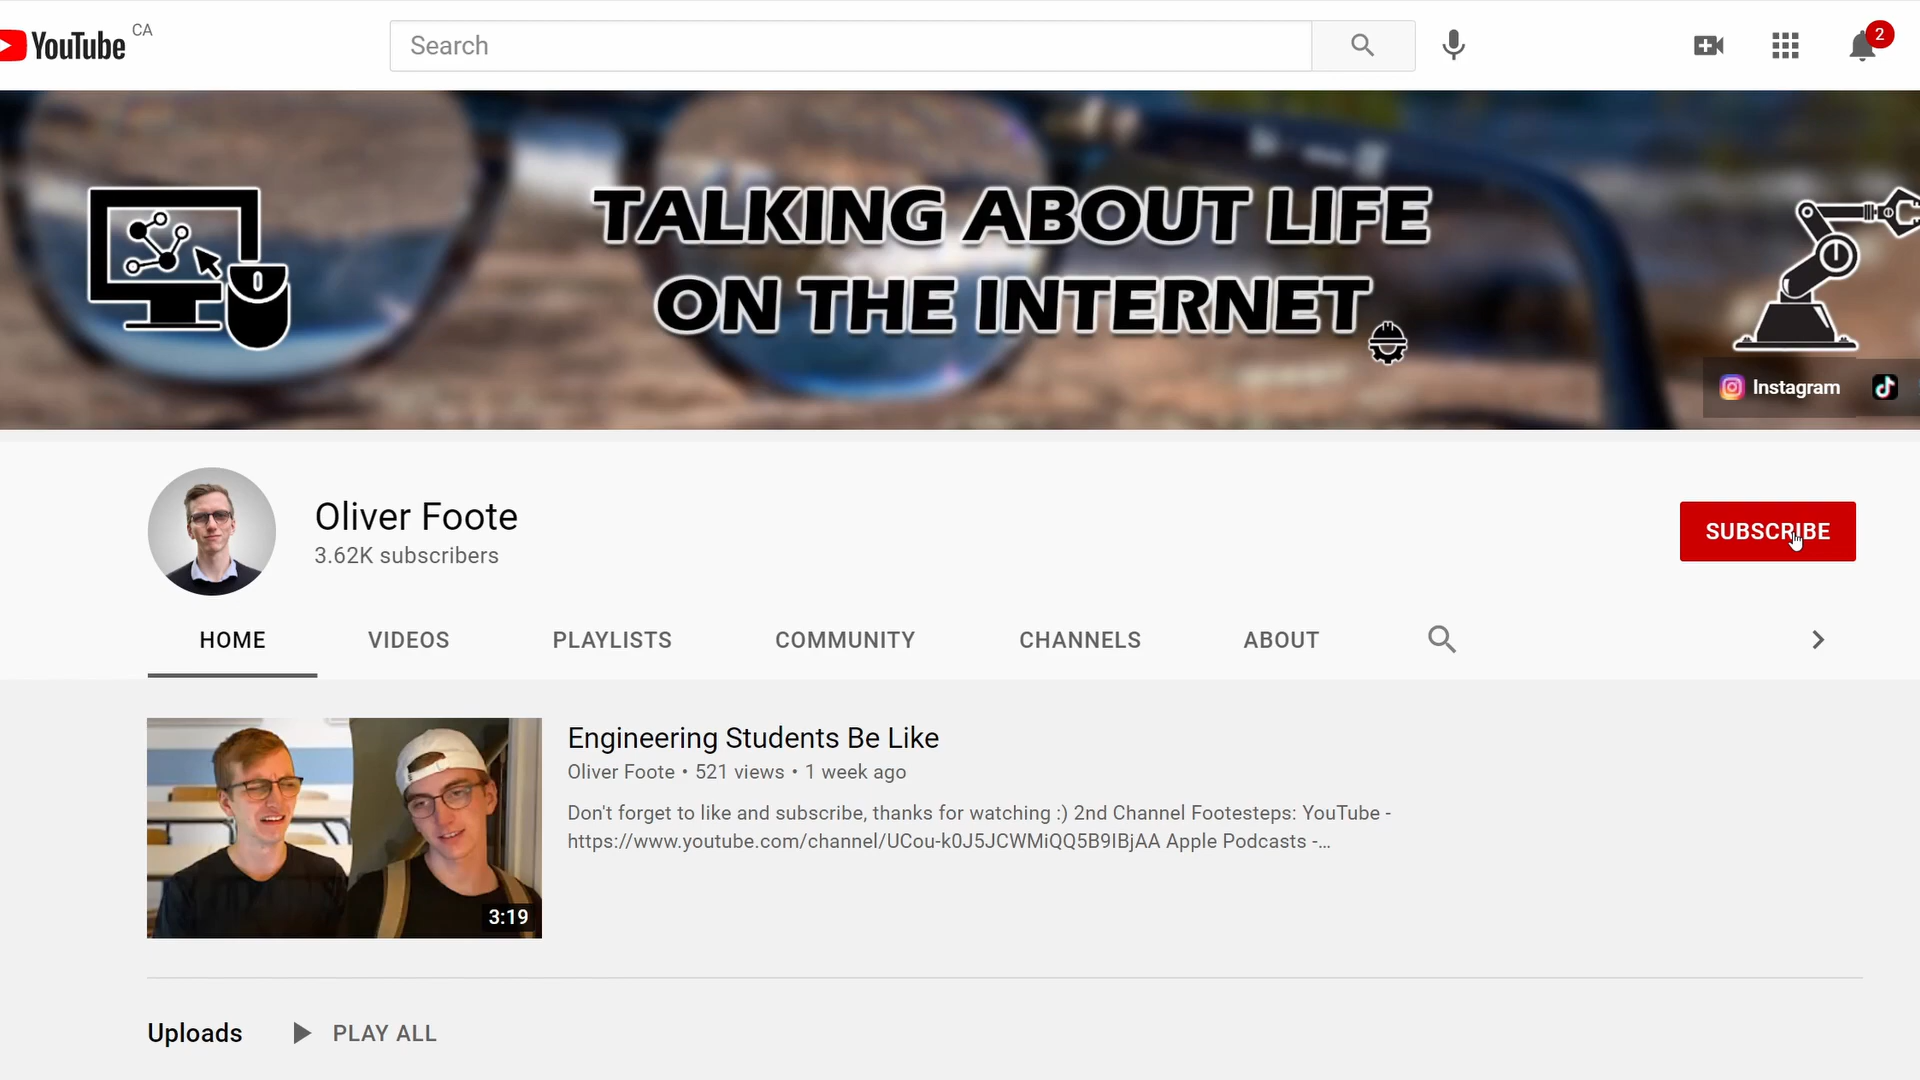 YouTube CA
Search
2
TALKING ABOUT LIFE
ON THE INTERNET
Instagram
Oliver Foote
3.62K subscribers
SUBSCRIBE
HOME VIDEOS PLAYLISTS COMMUNITY CHANNELS ABOUT
Engineering Students Be Like
Oliver Foote • 521 views • 1 week ago
Don't forget to like and subscribe, thanks for watching :) 2nd Channel Footesteps: YouTube -
https://www.youtube.com/channel/UCou-k0J5JCWMiQQ5B9IBjAA Apple Podcasts -...
3:19
Uploads PLAY ALL